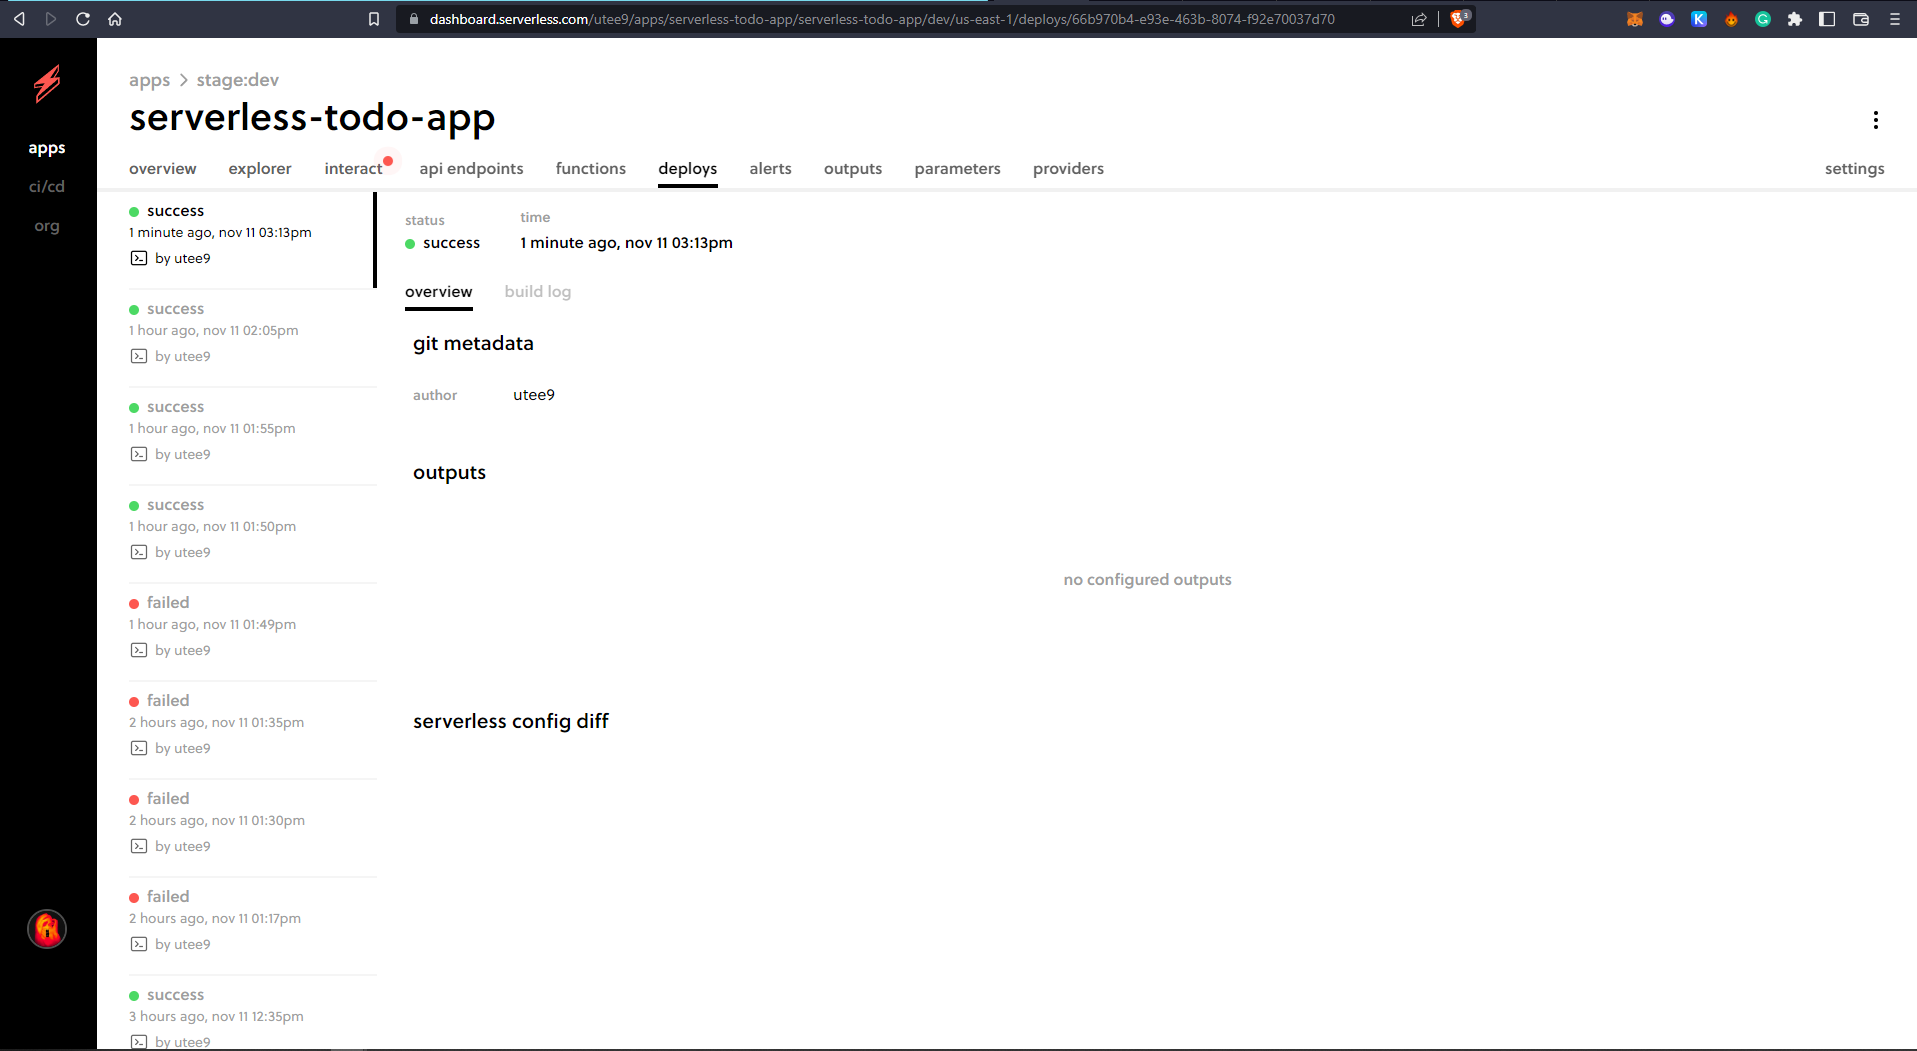 dashboard.serverless.com/utee9/apps/serverless-todo-app/serverless-todo-app/dev/us-east-1/deploys/66b970b4-e93e-463b-8074-f92e70037d70
3
K
G
apps
ci/cd
org
apps > stage:dev
serverless-todo-app
overview explorer interact api endpoints functions deploys alerts outputs parameters providers settings
success
1 minute ago, nov 11 03:13pm
by utee9
success
1 hour ago, nov 11 02:05pm
by utee9
success
1 hour ago, nov 11 01:55pm
by utee9
success
1 hour ago, nov 11 01:50pm
by utee9
failed
1 hour ago, nov 11 01:49pm
by utee9
failed
2 hours ago, nov 11 01:35pm
by utee9
failed
2 hours ago, nov 11 01:30pm
by utee9
failed
2 hours ago, nov 11 01:17pm
by utee9
success
3 hours ago, nov 11 12:35pm
by utee9
status time
success 1 minute ago, nov 11 03:13pm
overview build log
git metadata
author utee9
outputs
no configured outputs
serverless config diff